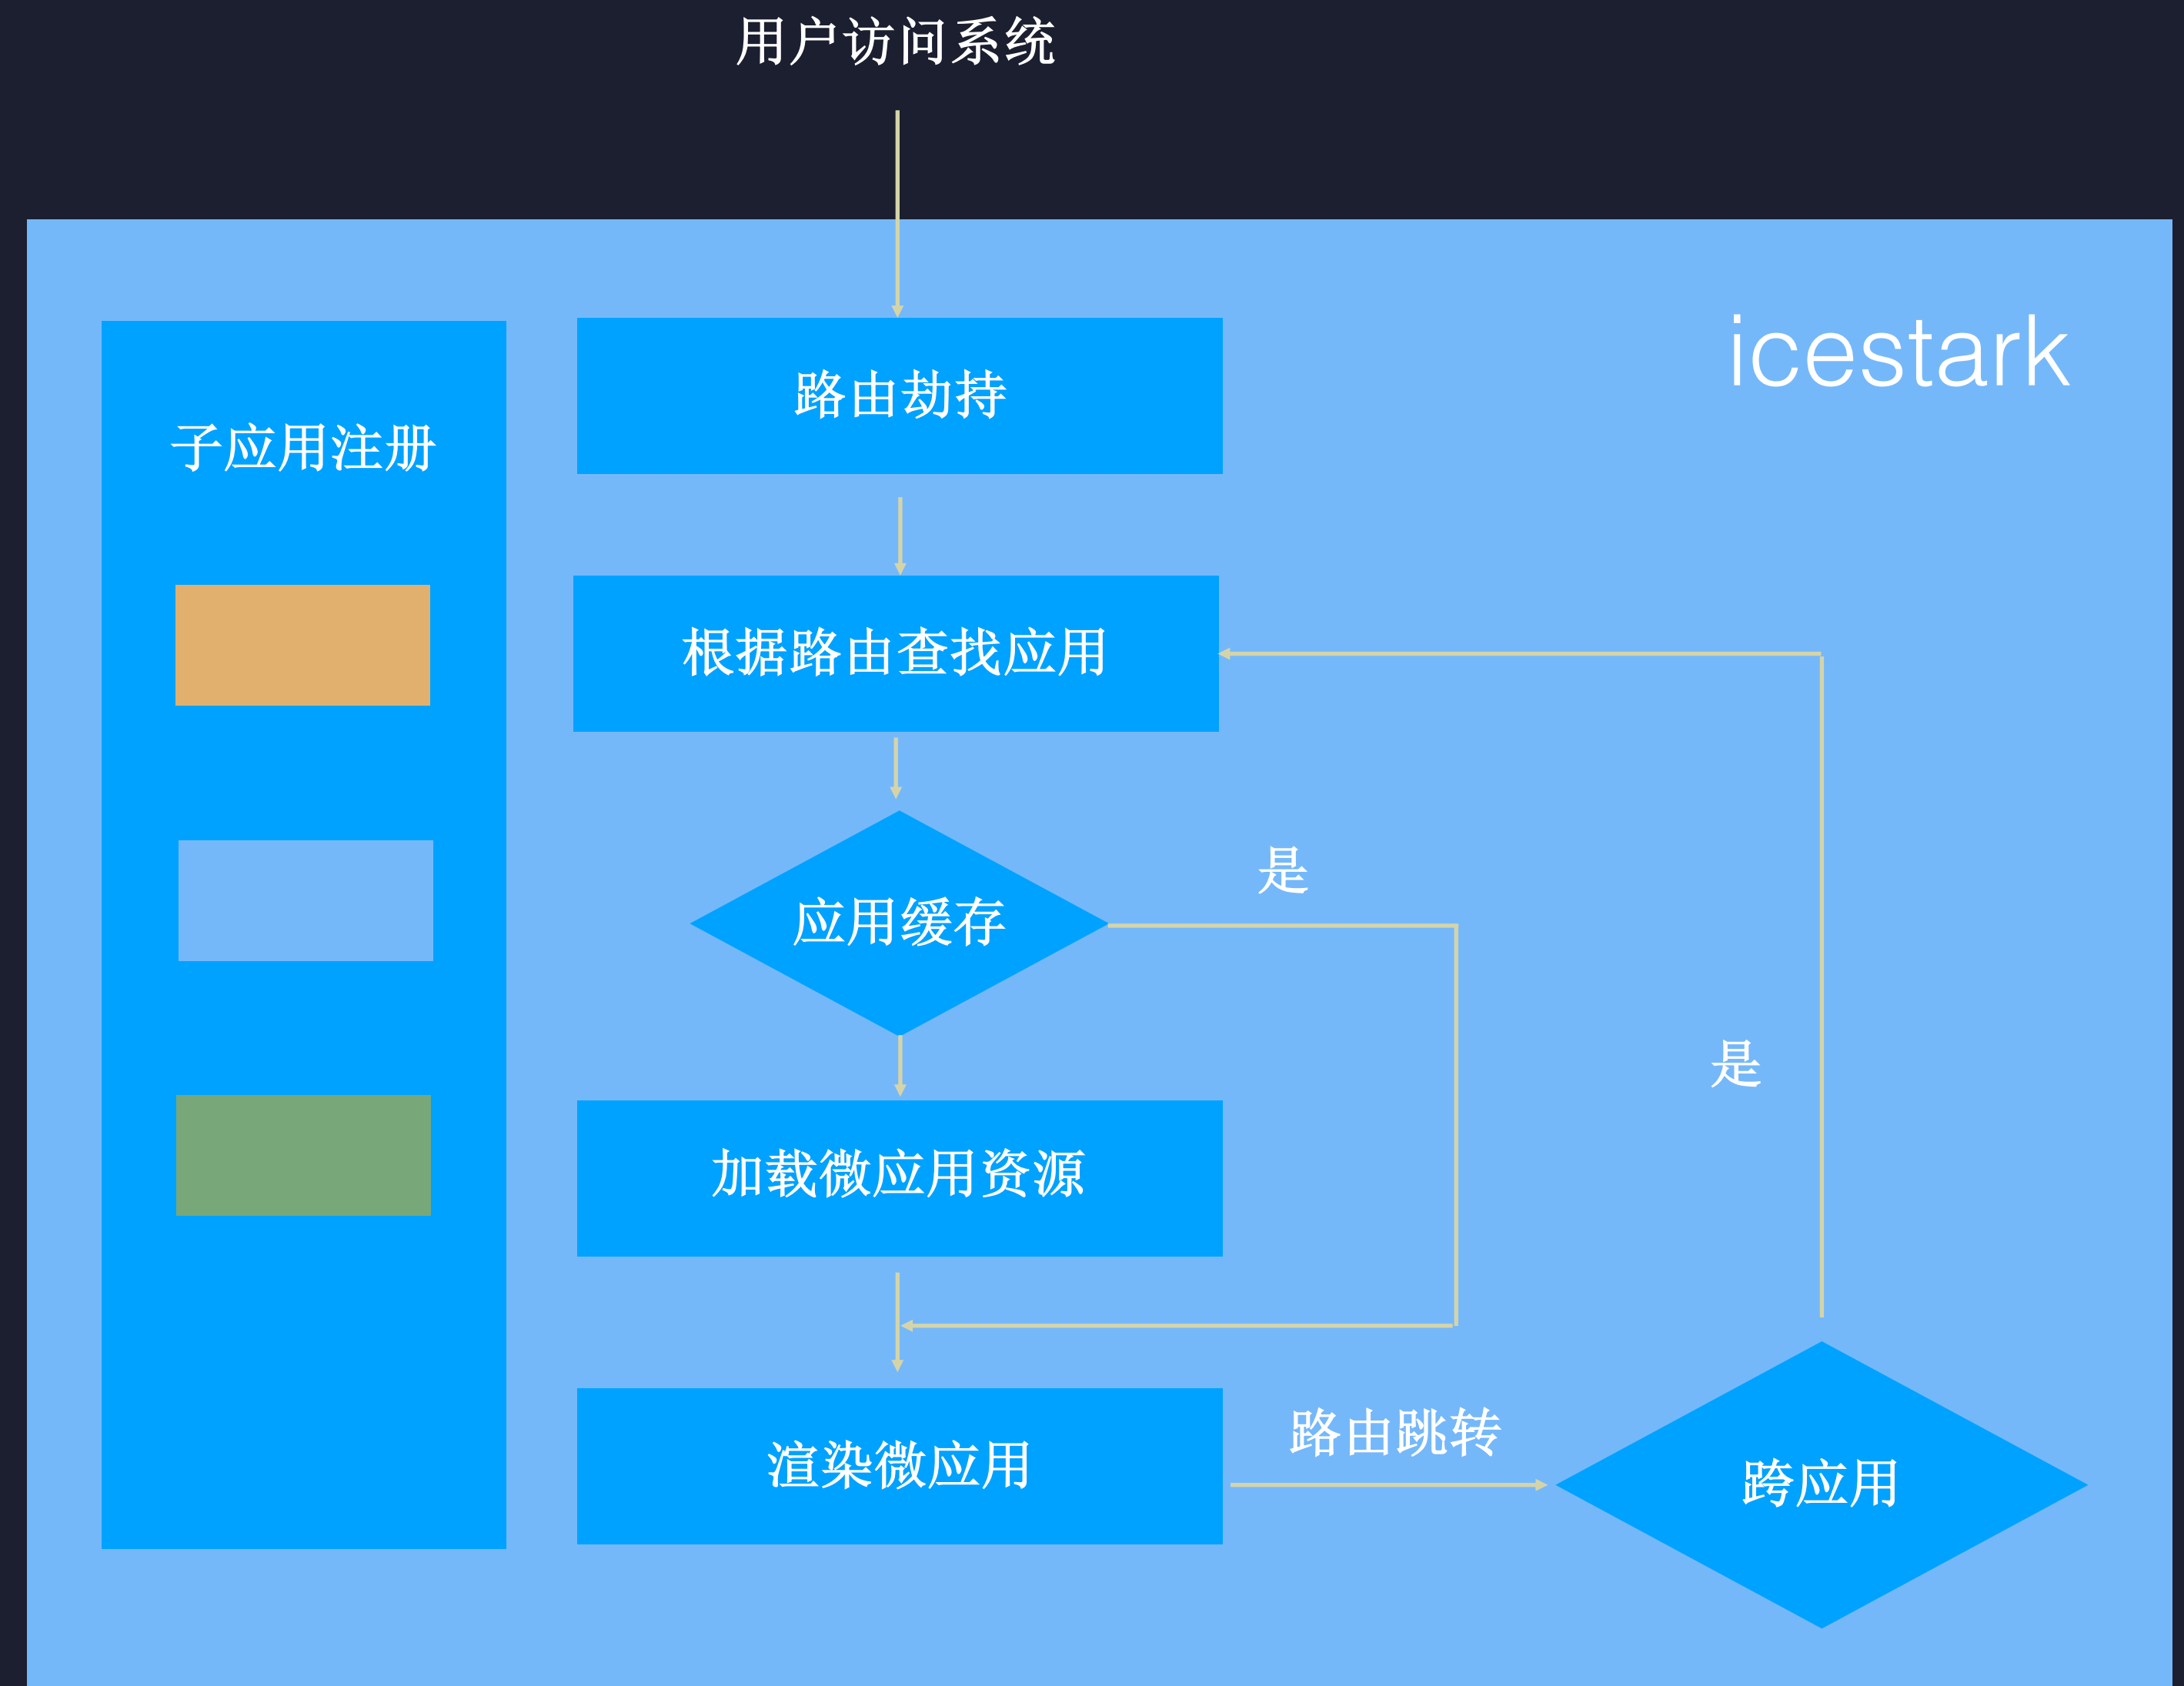 用户访问系统
icestark
路由劫持
子应用注册
根据路由查找应用
是
应用缓存
是
加载微应用资源
路由跳转
渲染微应用
跨应用